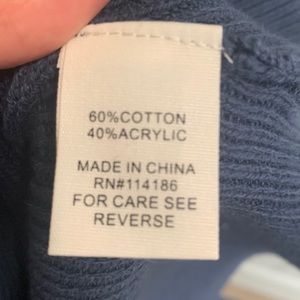 60%COTTON
40%ACRYLIC
MADE IN CHINA
RN#114186
FOR CARE SEE
REVERSE